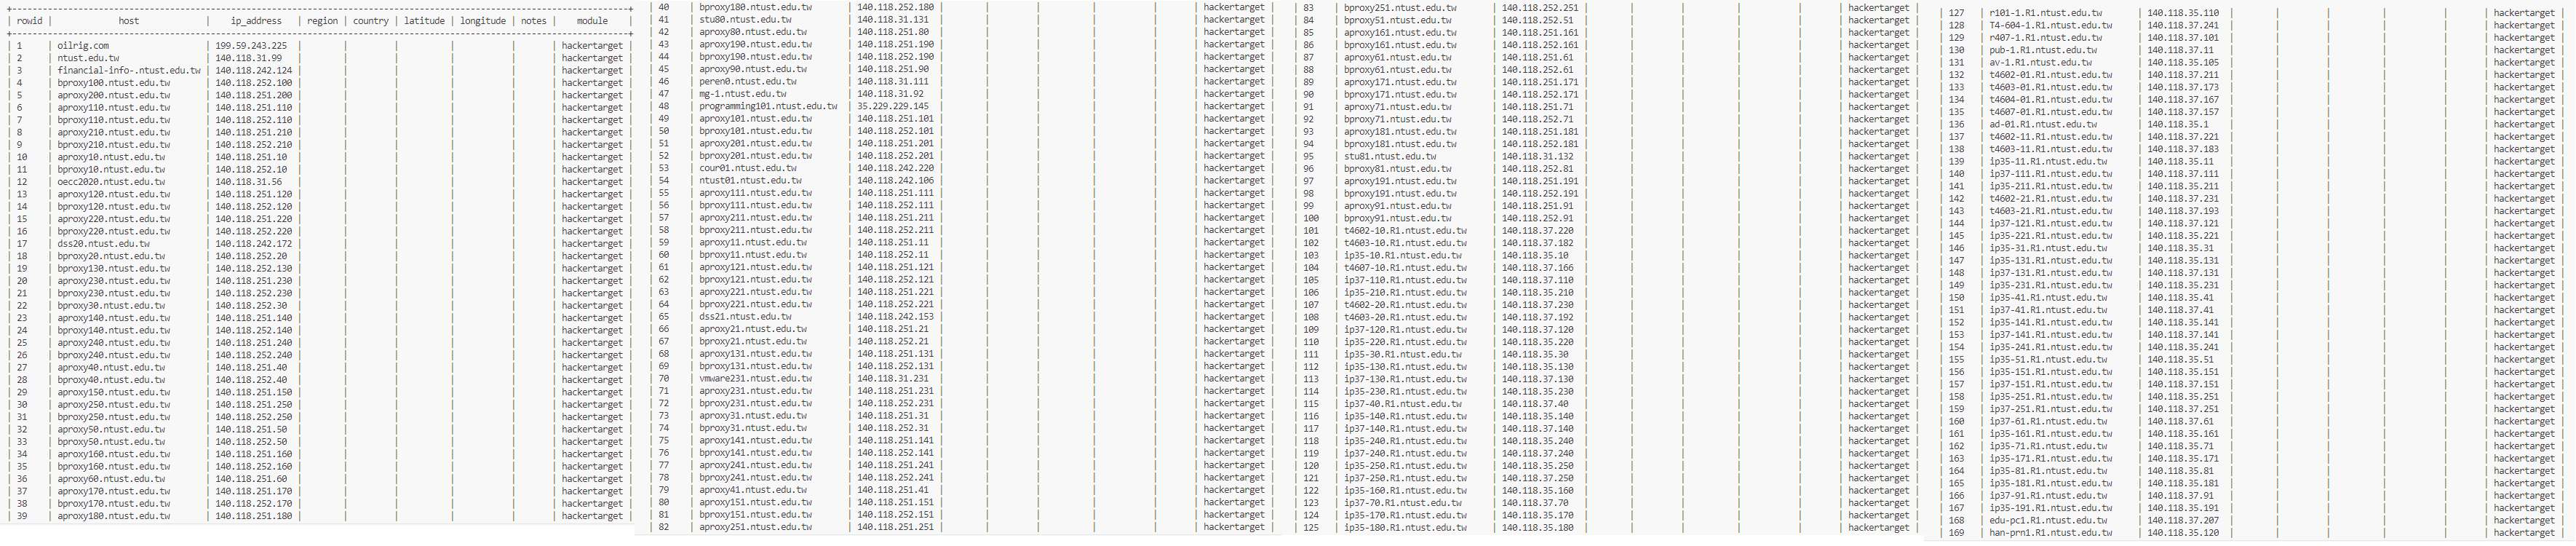 rowid host ip_address region country latitude longitude notes module
1 oilrig.com 199.59.243.225 hackertarget
2 ntust.edu.tw 140.118.31.99 hackertarget
3 financial-info-.ntust.edu.tw 140.118.242.124 hackertarget
4 bproxy100.ntust.edu.tw 140.118.252.100 hackertarget
5 aproxy200.ntust.edu.tw 140.118.251.200 hackertarget
6 aproxy110.ntust.edu.tw 140.118.251.110 hackertarget
7 bproxy110.ntust.edu.tw 140.118.252.110 hackertarget
8 aproxy210.ntust.edu.tw 140.118.251.210 hackertarget
9 bproxy210.ntust.edu.tw 140.118.252.210 hackertarget
10 aproxy10.ntust.edu.tw 140.118.251.10 hackertarget
11 bproxy10.ntust.edu.tw 140.118.252.10 hackertarget
12 oecc2020.ntust.edu.tw 140.118.31.56 hackertarget
13 aproxy120.ntust.edu.tw 140.118.251.120 hackertarget
14 bproxy120.ntust.edu.tw 140.118.252.120 hackertarget
15 aproxy220.ntust.edu.tw 140.118.251.220 hackertarget
16 bproxy220.ntust.edu.tw 140.118.252.220 hackertarget
17 dss20.ntust.edu.tw 140.118.242.172 hackertarget
18 bproxy20.ntust.edu.tw 140.118.252.20 hackertarget
19 bproxy130.ntust.edu.tw 140.118.252.130 hackertarget
20 aproxy230.ntust.edu.tw 140.118.251.230 hackertarget
21 bproxy230.ntust.edu.tw 140.118.252.230 hackertarget
22 bproxy30.ntust.edu.tw 140.118.252.30 hackertarget
23 aproxy140.ntust.edu.tw 140.118.251.140 hackertarget
24 bproxy140.ntust.edu.tw 140.118.252.140 hackertarget
25 aproxy240.ntust.edu.tw 140.118.251.240 hackertarget
26 bproxy240.ntust.edu.tw 140.118.252.240 hackertarget
27 aproxy40.ntust.edu.tw 140.118.251.40 hackertarget
28 bproxy40.ntust.edu.tw 140.118.252.40 hackertarget
29 aproxy150.ntust.edu.tw 140.118.251.150 hackertarget
30 aproxy250.ntust.edu.tw 140.118.251.250 hackertarget
31 bproxy250.ntust.edu.tw 140.118.252.250 hackertarget
32 aproxy50.ntust.edu.tw 140.118.251.50 hackertarget
33 bproxy50.ntust.edu.tw 140.118.252.50 hackertarget
34 aproxy160.ntust.edu.tw 140.118.251.160 hackertarget
35 bproxy160.ntust.edu.tw 140.118.252.160 hackertarget
36 aproxy60.ntust.edu.tw 140.118.251.60 hackertarget
37 aproxy170.ntust.edu.tw 140.118.251.170 hackertarget
38 bproxy170.ntust.edu.tw 140.118.252.170 hackertarget
39 aproxy180.ntust.edu.tw 140.118.251.180 hackertarget
40 bproxy180.ntust.edu.tw 140.118.252.180 hackertarget
41 stu80.ntust.edu.tw 140.118.31.131 hackertarget
42 aproxy80.ntust.edu.tw 140.118.251.80 hackertarget
43 aproxy190.ntust.edu.tw 140.118.251.190 hackertarget
44 bproxy190.ntust.edu.tw 140.118.252.190 hackertarget
45 aproxy90.ntust.edu.tw 140.118.251.90 hackertarget
46 peren0.ntust.edu.tw 140.118.31.111 hackertarget
47 mg-1.ntust.edu.tw 140.118.31.92 hackertarget
48 programming101.ntust.edu.tw 35.229.229.145 hackertarget
49 aproxy101.ntust.edu.tw 140.118.251.101 hackertarget
50 bproxy101.ntust.edu.tw 140.118.252.101 hackertarget
51 aproxy201.ntust.edu.tw 140.118.251.201 hackertarget
52 bproxy201.ntust.edu.tw 140.118.252.201 hackertarget
53 cour01.ntust.edu.tw 140.118.242.220 hackertarget
54 ntust01.ntust.edu.tw 140.118.242.106 hackertarget
55 aproxy111.ntust.edu.tw 140.118.251.111 hackertarget
56 bproxy111.ntust.edu.tw 140.118.252.111 hackertarget
57 aproxy211.ntust.edu.tw 140.118.251.211 hackertarget
58 bproxy211.ntust.edu.tw 140.118.252.211 hackertarget
59 aproxy11.ntust.edu.tw 140.118.251.11 hackertarget
60 bproxy11.ntust.edu.tw 140.118.252.11 hackertarget
61 aproxy121.ntust.edu.tw 140.118.251.121 hackertarget
62 bproxy121.ntust.edu.tw 140.118.252.121 hackertarget
63 aproxy221.ntust.edu.tw 140.118.251.221 hackertarget
64 bproxy221.ntust.edu.tw 140.118.252.221 hackertarget
65 dss21.ntust.edu.tw 140.118.242.153 hackertarget
66 aproxy21.ntust.edu.tw 140.118.251.21 hackertarget
67 bproxy21.ntust.edu.tw 140.118.252.21 hackertarget
68 aproxy131.ntust.edu.tw 140.118.251.131 hackertarget
69 bproxy131.ntust.edu.tw 140.118.252.131 hackertarget
70 vmware231.ntust.edu.tw 140.118.31.231 hackertarget
71 aproxy231.ntust.edu.tw 140.118.251.231 hackertarget
72 bproxy231.ntust.edu.tw 140.118.252.231 hackertarget
73 aproxy31.ntust.edu.tw 140.118.251.31 hackertarget
74 bproxy31.ntust.edu.tw 140.118.252.31 hackertarget
75 aproxy141.ntust.edu.tw 140.118.251.141 hackertarget
76 bproxy141.ntust.edu.tw 140.118.252.141 hackertarget
77 aproxy241.ntust.edu.tw 140.118.251.241 hackertarget
78 bproxy241.ntust.edu.tw 140.118.252.241 hackertarget
79 aproxy41.ntust.edu.tw 140.118.251.41 hackertarget
80 aproxy151.ntust.edu.tw 140.118.251.151 hackertarget
81 bproxy151.ntust.edu.tw 140.118.252.151 hackertarget
82 aproxy251.ntust.edu.tw 140.118.251.251 hackertarget
83 bproxy251.ntust.edu.tw 140.118.252.251 hackertarget
84 bproxy51.ntust.edu.tw 140.118.252.51 hackertarget
85 aproxy161.ntust.edu.tw 140.118.251.161 hackertarget
86 bproxy161.ntust.edu.tw 140.118.252.161 hackertarget
87 aproxy61.ntust.edu.tw 140.118.251.61 hackertarget
88 bproxy61.ntust.edu.tw 140.118.252.61 hackertarget
89 aproxy171.ntust.edu.tw 140.118.251.171 hackertarget
90 bproxy171.ntust.edu.tw 140.118.252.171 hackertarget
91 aproxy71.ntust.edu.tw 140.118.251.71 hackertarget
92 bproxy71.ntust.edu.tw 140.118.252.71 hackertarget
93 aproxy181.ntust.edu.tw 140.118.251.181 hackertarget
94 bproxy181.ntust.edu.tw 140.118.252.181 hackertarget
95 stu81.ntust.edu.tw 140.118.31.132 hackertarget
96 bproxy81.ntust.edu.tw 140.118.252.81 hackertarget
97 aproxy191.ntust.edu.tw 140.118.251.191 hackertarget
98 bproxy191.ntust.edu.tw 140.118.252.191 hackertarget
99 aproxy91.ntust.edu.tw 140.118.251.91 hackertarget
100 bproxy91.ntust.edu.tw 140.118.252.91 hackertarget
101 t4602-10.R1.ntust.edu.tw 140.118.37.220 hackertarget
102 t4603-10.R1.ntust.edu.tw 140.118.37.182 hackertarget
103 ip35-10.R1.ntust.edu.tw 140.118.35.10 hackertarget
104 t4607-10.R1.ntust.edu.tw 140.118.37.166 hackertarget
105 ip37-110.R1.ntust.edu.tw 140.118.37.110 hackertarget
106 ip35-210.R1.ntust.edu.tw 140.118.35.210 hackertarget
107 t4602-20.R1.ntust.edu.tw 140.118.37.230 hackertarget
108 t4603-20.R1.ntust.edu.tw 140.118.37.192 hackertarget
109 ip37-120.R1.ntust.edu.tw 140.118.37.120 hackertarget
110 ip35-220.R1.ntust.edu.tw 140.118.35.220 hackertarget
111 ip35-30.R1.ntust.edu.tw 140.118.35.30 hackertarget
112 ip35-130.R1.ntust.edu.tw 140.118.35.130 hackertarget
113 ip37-130.R1.ntust.edu.tw 140.118.37.130 hackertarget
114 ip35-230.R1.ntust.edu.tw 140.118.35.230 hackertarget
115 ip37-40.R1.ntust.edu.tw 140.118.37.40 hackertarget
116 ip35-140.R1.ntust.edu.tw 140.118.35.140 hackertarget
117 ip37-140.R1.ntust.edu.tw 140.118.37.140 hackertarget
118 ip35-240.R1.ntust.edu.tw 140.118.35.240 hackertarget
119 ip37-240.R1.ntust.edu.tw 140.118.37.240 hackertarget
120 ip35-250.R1.ntust.edu.tw 140.118.35.250 hackertarget
121 ip37-250.R1.ntust.edu.tw 140.118.37.250 hackertarget
122 ip35-160.R1.ntust.edu.tw 140.118.35.160 hackertarget
123 ip37-70.R1.ntust.edu.tw 140.118.37.70 hackertarget
124 ip35-170.R1.ntust.edu.tw 140.118.35.170 hackertarget
125 ip35-180.R1.ntust.edu.tw 140.118.35.180 hackertarget
127 r101-1.R1.ntust.edu.tw 140.118.35.110 hackertarget
128 T4-604-1.R1.ntust.edu.tw 140.118.37.241 hackertarget
129 r407-1.R1.ntust.edu.tw 140.118.37.101 hackertarget
130 pub-1.R1.ntust.edu.tw 140.118.37.11 hackertarget
131 av-1.R1.ntust.edu.tw 140.118.35.105 hackertarget
132 t4602-01.R1.ntust.edu.tw 140.118.37.211 hackertarget
133 t4603-01.R1.ntust.edu.tw 140.118.37.173 hackertarget
134 t4604-01.R1.ntust.edu.tw 140.118.37.167 hackertarget
135 t4607-01.R1.ntust.edu.tw 140.118.37.157 hackertarget
136 ad-01.R1.ntust.edu.tw 140.118.35.1 hackertarget
137 t4602-11.R1.ntust.edu.tw 140.118.37.221 hackertarget
138 t4603-11.R1.ntust.edu.tw 140.118.37.183 hackertarget
139 ip35-11.R1.ntust.edu.tw 140.118.35.11 hackertarget
140 ip37-111.R1.ntust.edu.tw 140.118.37.111 hackertarget
141 ip35-211.R1.ntust.edu.tw 140.118.35.211 hackertarget
142 t4602-21.R1.ntust.edu.tw 140.118.37.231 hackertarget
143 t4603-21.R1.ntust.edu.tw 140.118.37.193 hackertarget
144 ip37-121.R1.ntust.edu.tw 140.118.37.121 hackertarget
145 ip35-221.R1.ntust.edu.tw 140.118.35.221 hackertarget
146 ip35-31.R1.ntust.edu.tw 140.118.35.31 hackertarget
147 ip35-131.R1.ntust.edu.tw 140.118.35.131 hackertarget
148 ip37-131.R1.ntust.edu.tw 140.118.37.131 hackertarget
149 ip35-231.R1.ntust.edu.tw 140.118.35.231 hackertarget
150 ip35-41.R1.ntust.edu.tw 140.118.35.41 hackertarget
151 ip37-41.R1.ntust.edu.tw 140.118.37.41 hackertarget
152 ip35-141.R1.ntust.edu.tw 140.118.35.141 hackertarget
153 ip37-141.R1.ntust.edu.tw 140.118.37.141 hackertarget
154 ip35-241.R1.ntust.edu.tw 140.118.35.241 hackertarget
155 ip35-51.R1.ntust.edu.tw 140.118.35.51 hackertarget
156 ip35-151.R1.ntust.edu.tw 140.118.35.151 hackertarget
157 ip37-151.R1.ntust.edu.tw 140.118.37.151 hackertarget
158 ip35-251.R1.ntust.edu.tw 140.118.35.251 hackertarget
159 ip37-251.R1.ntust.edu.tw 140.118.37.251 hackertarget
160 ip37-61.R1.ntust.edu.tw 140.118.37.61 hackertarget
161 ip35-161.R1.ntust.edu.tw 140.118.35.161 hackertarget
162 ip35-71.R1.ntust.edu.tw 140.118.35.71 hackertarget
163 ip35-171.R1.ntust.edu.tw 140.118.35.171 hackertarget
164 ip35-81.R1.ntust.edu.tw 140.118.35.81 hackertarget
165 ip35-181.R1.ntust.edu.tw 140.118.35.181 hackertarget
166 ip37-91.R1.ntust.edu.tw 140.118.37.91 hackertarget
167 ip35-191.R1.ntust.edu.tw 140.118.35.191 hackertarget
168 edu-pc1.R1.ntust.edu.tw 140.118.37.207 hackertarget
169 han-prn1.R1.ntust.edu.tw 140.118.35.120 hackertarget